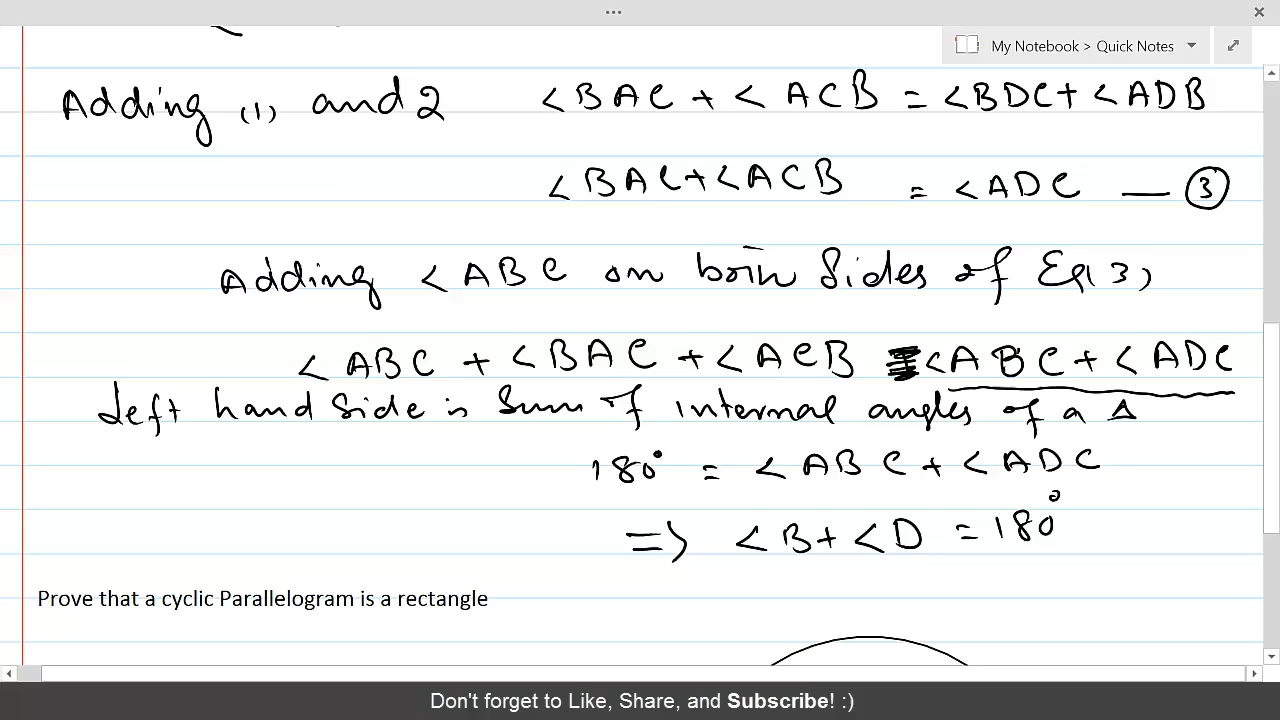 ...
My Notebook > Quick Notes
Adding (1) and 2 <BAC + < ACB = <BDC + <ADB
<BAC + <ACB = <ADC — 3
Adding <ABC on both Sides of Eq(3)
<ABC + <BAC + <ACB = <ABC + <ADC
Left hand Side is Sum of internal angles of a Δ
180° = <ABC + <ADC
=> <B + <D = 180°
Prove that a cyclic Parallelogram is a rectangle
Don't forget to Like, Share, and Subscribe! :)